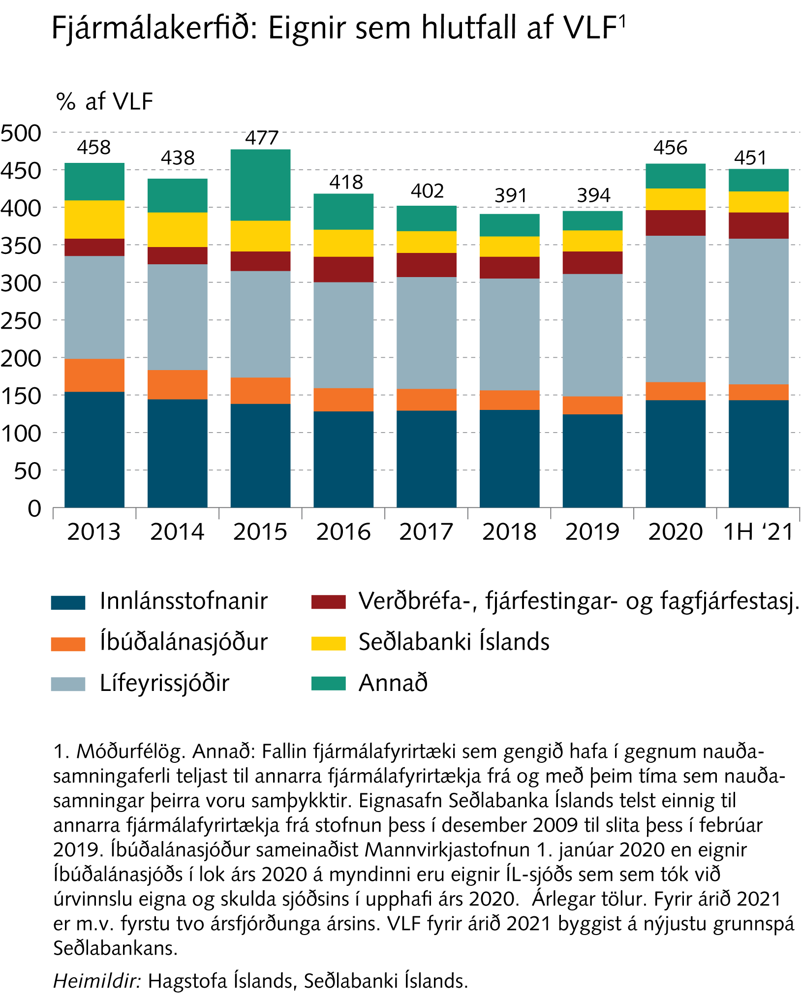 Fjármálakerfið: Eignir sem hlutfall af VLF¹
% af VLF
500
450
400
350
300
250
200
150
100
50
0
458
438
477
418
402
391
394
456
451
2013
2014
2015
2016
2017
2018
2019
2020
1H ‘21
Innlánsstofnanir
Íbúðalánasjóður
Lífeyrissjóðir
Verðbréfa-, fjárfestingar- og fagfjárfestasj.
Seðlabanki Íslands
Annað
1. Móðurfélög. Annað: Fallin fjármálafyrirtæki sem gengið hafa í gegnum nauða-
samningaferli teljast til annarra fjármálafyrirtækja frá og með þeim tíma sem nauða-
samningar þeirra voru samþykktir. Eignasafn Seðlabanka Íslands telst einnig til
annarra fjármálafyrirtækja frá stofnun þess í desember 2009 til slita þess í febrúar
2019. Íbúðalánasjóður sameinaðist Mannvirkjastofnun 1. janúar 2020 en eignir
Íbúðalánasjóðs í lok árs 2020 á myndinni eru eignir ÍL-sjóðs sem sem tók við
úrvinnslu eigna og skulda sjóðsins í upphafi árs 2020.  Árlegar tölur. Fyrir árið 2021
er m.v. fyrstu tvo ársfjórðunga ársins. VLF fyrir árið 2021 byggist á nýjustu grunnspá
Seðlabankans.
Heimildir: Hagstofa Íslands, Seðlabanki Íslands.